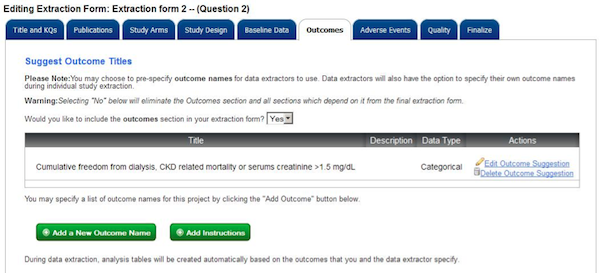 Editing Extraction Form: Extraction form 2 -- (Question 2)
Title and KQs Publications Study Arms Study Design Baseline Data Outcomes Adverse Events Quality Finalize
Suggest Outcome Titles
Please Note:You may choose to pre-specify outcome names for data extractors to use. Data extractors will also have the option to specify their own outcome names
during individual study extraction.
Warning:Selecting "No" below will eliminate the Outcomes section and all sections which depend on it from the final extraction form.
Would you like to include the outcomes section in your extraction form? Yes
Title Description Data Type Actions
Cumulative freedom from dialysis, CKD related mortality or serums creatinine >1.5 mg/dL Categorical Edit Outcome Suggestion
Delete Outcome Suggestion
You may specify a list of outcome names for this project by clicking the "Add Outcome" button below.
Add a New Outcome Name Add Instructions
During data extraction, analysis tables will be created automatically based on the outcomes that you and the data extractor specify.